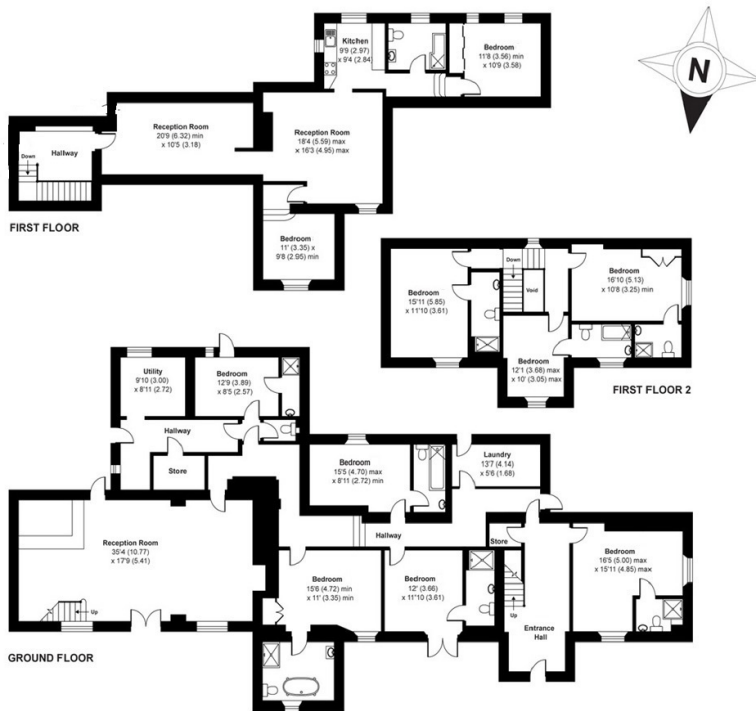 Kitchen
9'9 (2.97)
x 9'4 (2.84)
Bedroom
11'8 (3.56) min
x 10'9 (3.58)
N
Reception Room
20'9 (6.32) min
x 10'5 (3.18)
Reception Room
18'4 (5.59) max
x 16'3 (4.95) max
Down
Hallway
FIRST FLOOR
Bedroom
11' (3.35) x
9'8 (2.95) min
Bedroom
15'11 (5.85)
x 11'10 (3.61)
Down
Void
Bedroom
16'10 (5.13)
x 10'8 (3.25) min
Bedroom
12'1 (3.68) max
x 10' (3.05) max
FIRST FLOOR 2
Utility
9'10 (3.00)
x 8'11 (2.72)
Bedroom
12'9 (3.89)
x 8'5 (2.57)
Hallway
Store
Bedroom
15'5 (4.70) max
x 8'11 (2.72) min
Laundry
13'7 (4.14)
x 5'6 (1.68)
Reception Room
35'4 (10.77)
x 17'9 (5.41)
Up
Hallway
Store
Bedroom
15'6 (4.72) min
x 11' (3.35) min
Bedroom
12' (3.66)
x 11'10 (3.61)
Up
Entrance
Hall
Bedroom
16'5 (5.00) max
x 15'11 (4.85) max
GROUND FLOOR